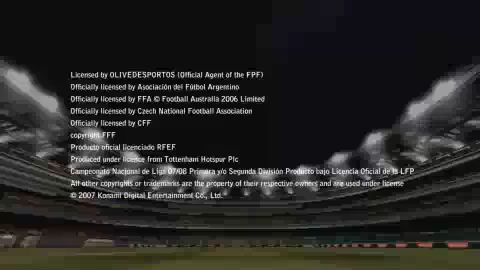 Licensed by OLIVEDESPORTOS (Official Agent of the FPF)
Officially licensed by Asociación del Fútbol Argentino
Officially licensed by FFA © Football Australia 2006 Limited
Officially licensed by Czech National Football Association
Officially licensed by CFF
copyright FFF
Producto oficial licenciado RFEF
Produced under licence from Tottenham Hotspur Plc
Campeonato Nacional de Liga 07/08 Primera y/o Segunda División Producto bajo Licencia Oficial de la LFP
All other copyrights or trademarks are the property of their respective owners and are used under license
© 2007 Konami Digital Entertainment Co., Ltd.